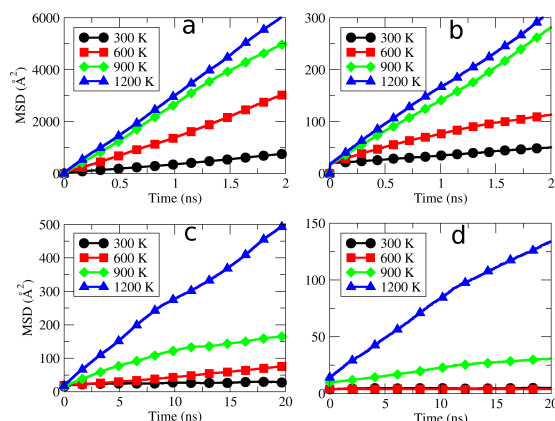 a
300 K
600 K
900 K
1200 K
MSD (Å²)
6000
4000
2000
0
0 0.5 1 1.5 2
Time (ns)
b
300 K
600 K
900 K
1200 K
300
200
100
0
0 0.5 1 1.5 2
Time (ns)
c
300 K
600 K
900 K
1200 K
MSD (Å²)
500
400
300
200
100
0
0 5 10 15 20
Time (ns)
d
300 K
600 K
900 K
1200 K
150
100
50
0
0 5 10 15 20
Time (ns)